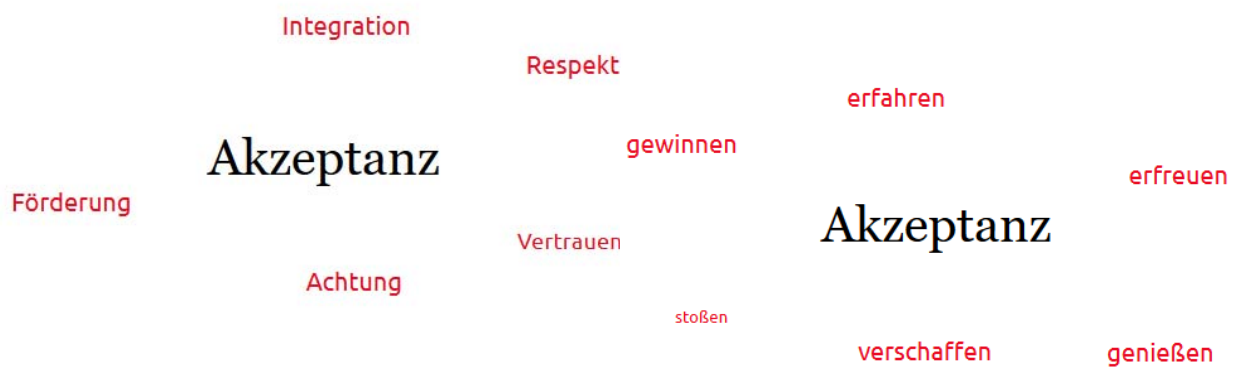 Integration
Respekt
Akzeptanz
Förderung
Vertrauen
Achtung
erfahren
gewinnen
erfreuen
Akzeptanz
stoßen
verschaffen
genießen